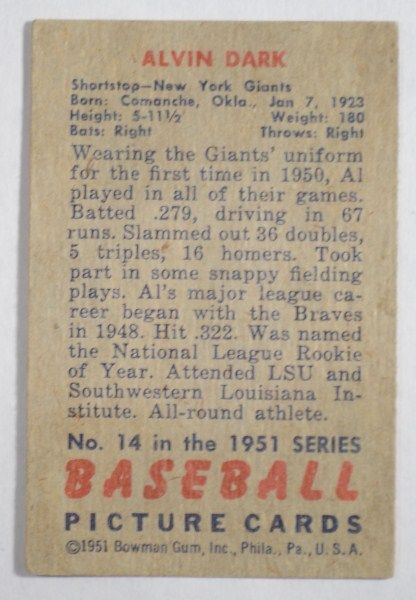 ALVIN DARK
Shortstop—New York Giants
Born: Comanche, Okla., Jan 7, 1923
Height: 5-11½ Weight: 180
Bats: Right Throws: Right
Wearing the Giants' uniform
for the first time in 1950, Al
played in all of their games.
Batted .279, driving in 67
runs. Slammed out 36 doubles,
5 triples, 16 homers. Took
part in some snappy fielding
plays. Al's major league ca-
reer began with the Braves
in 1948. Hit .322. Was named
the National League Rookie
of Year. Attended LSU and
Southwestern Louisiana In-
stitute. All-round athlete.
No. 14 in the 1951 SERIES
BASEBALL
PICTURE CARDS
©1951 Bowman Gum, Inc., Phila., Pa., U. S. A.